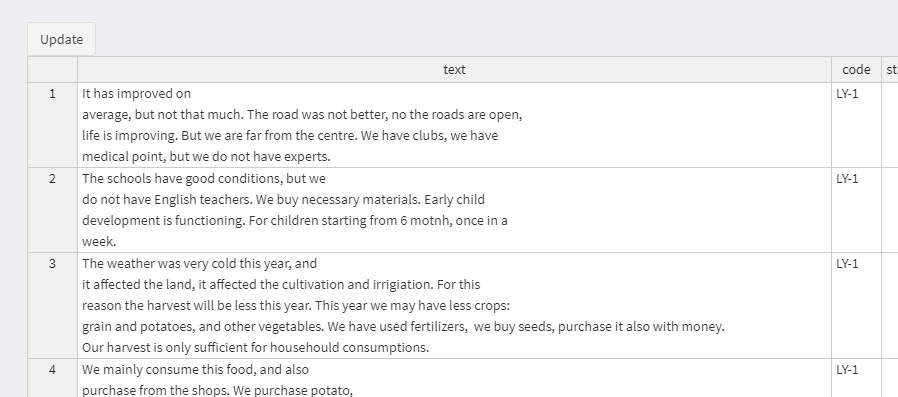 Update
text code st
1 It has improved on LY-1
average, but not that much. The road was not better, no the roads are open,
life is improving. But we are far from the centre. We have clubs, we have
medical point, but we do not have experts.
2 The schools have good conditions, but we LY-1
do not have English teachers. We buy necessary materials. Early child
development is functioning. For children starting from 6 motnh, once in a
week.
3 The weather was very cold this year, and LY-1
it affected the land, it affected the cultivation and irrigiation. For this
reason the harvest will be less this year. This year we may have less crops:
grain and potatoes, and other vegetables. We have used fertilizers,  we buy seeds, purchase it also with money.
Our harvest is only sufficient for househould consumptions.
4 We mainly consume this food, and also LY-1
purchase from the shops. We purchase potato,